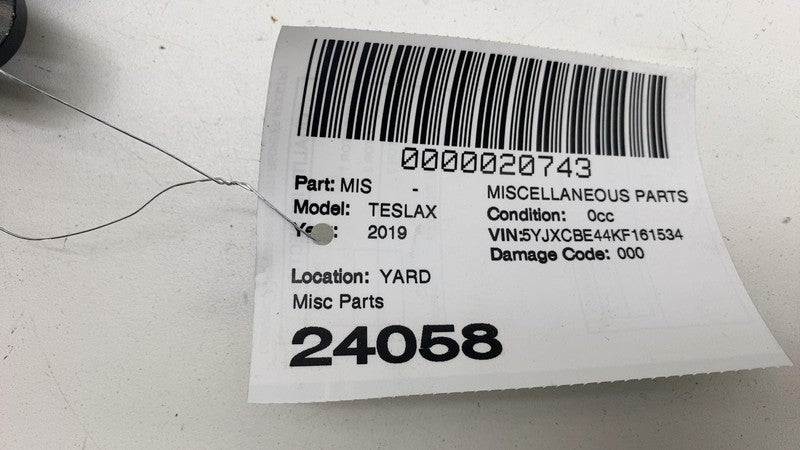 0000020743
Part: MIS - MISCELLANEOUS PARTS
Model: TESLAX Condition: 0cc
2019 VIN:5YJXCBE44KF161534
Damage Code: 000
Location: YARD
Misc Parts
24058